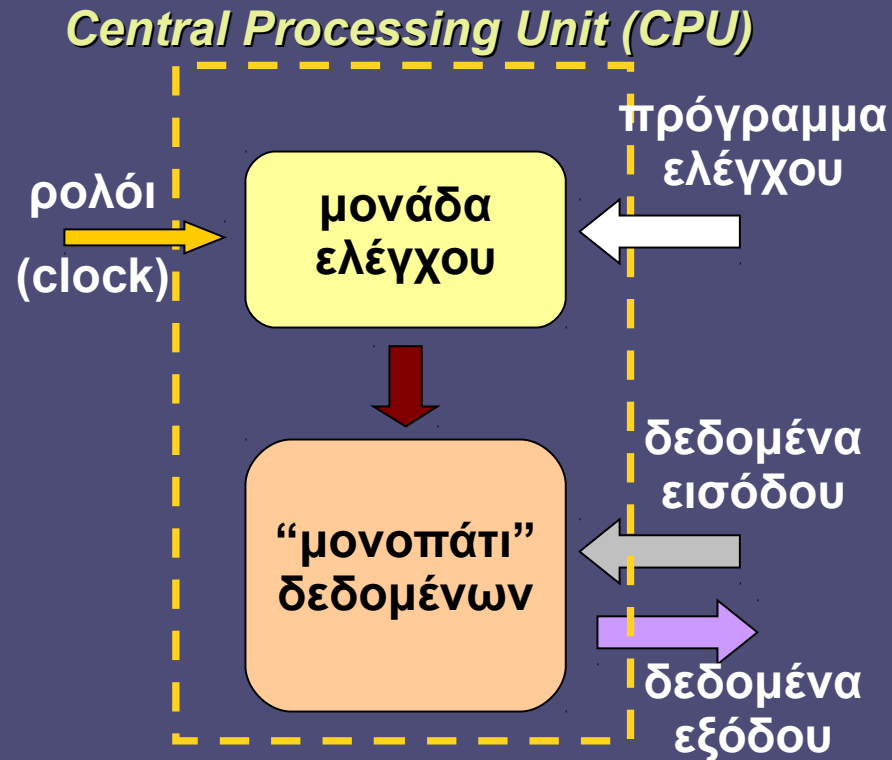 Central Processing Unit (CPU)
πρόγραμμα
ελέγχου
ρολόι
(clock)
μονάδα
ελέγχου
δεδομένα
εισόδου
“μονοπάτι”
δεδομένων
δεδομένα
εξόδου